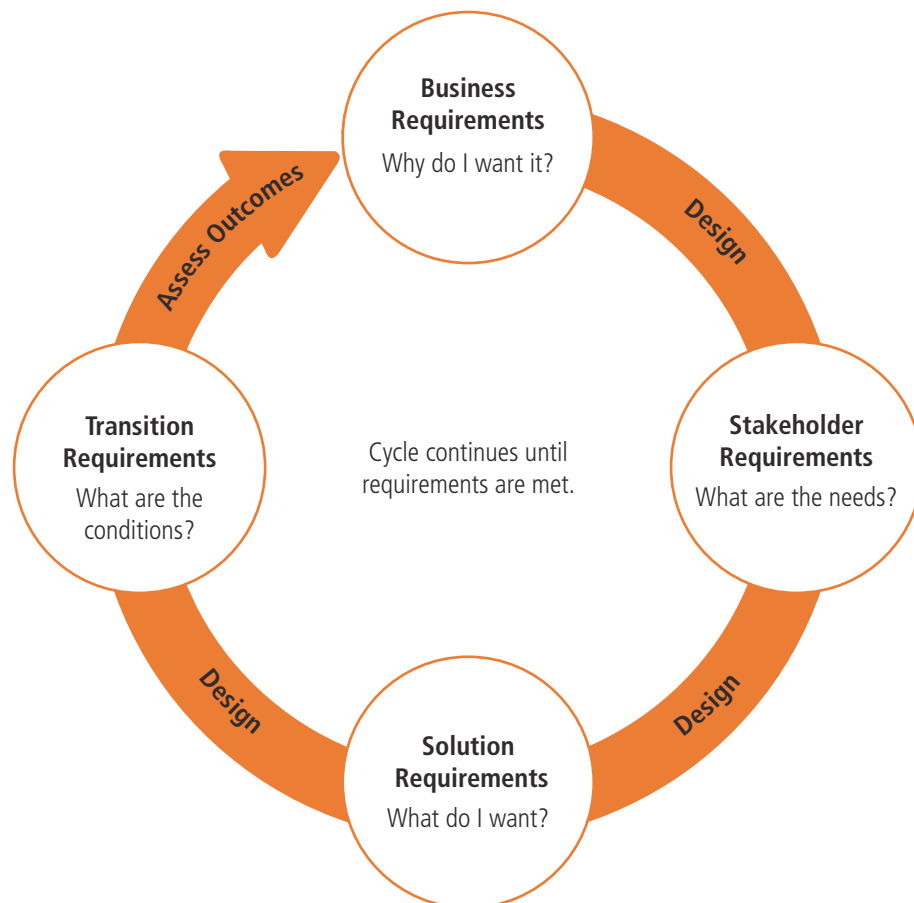 Business
Requirements
Why do I want it?
Design
Stakeholder
Requirements
What are the needs?
Design
Solution
Requirements
What do I want?
Design
Transition
Requirements
What are the
conditions?
Assess Outcomes
Cycle continues until
requirements are met.